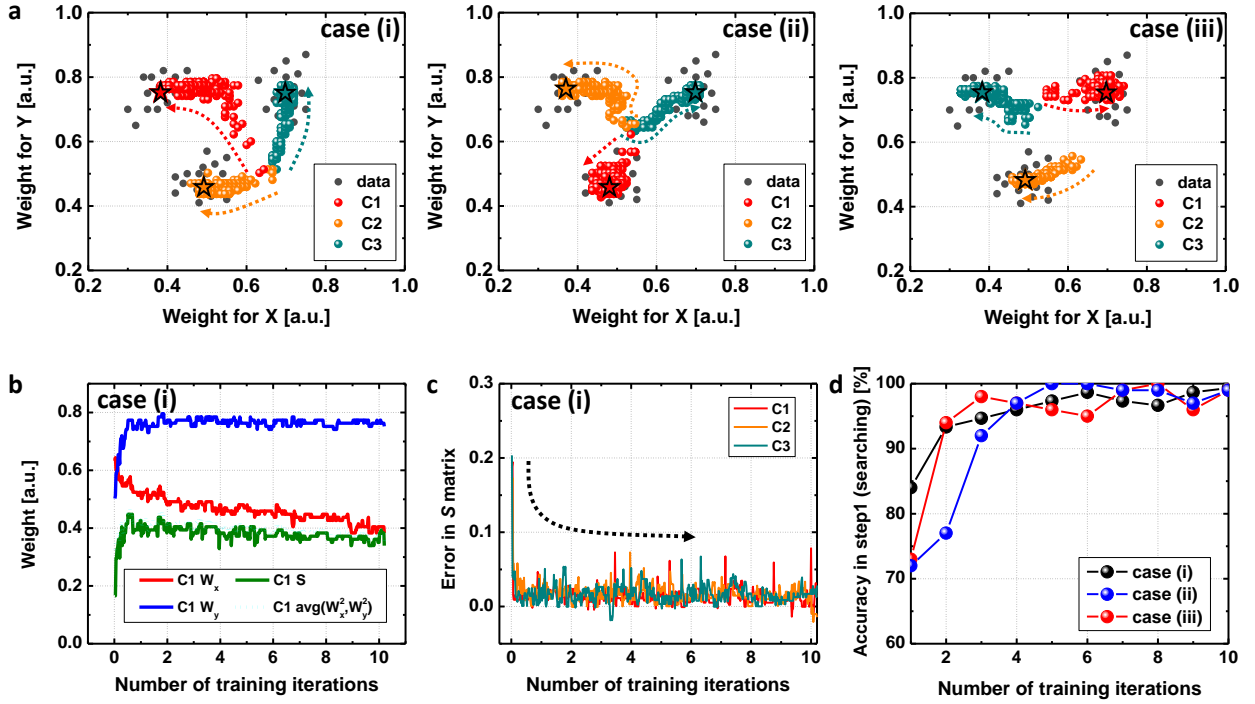 a
case (i)
Weight for Y [a.u.]
1.0
0.8
0.6
0.4
0.2
data
C1
C2
C3
0.2 0.4 0.6 0.8 1.0
Weight for X [a.u.]
case (ii)
Weight for Y [a.u.]
1.0
0.8
0.6
0.4
0.2
data
C1
C2
C3
0.2 0.4 0.6 0.8 1.0
Weight for X [a.u.]
case (iii)
Weight for Y [a.u.]
1.0
0.8
0.6
0.4
0.2
data
C1
C2
C3
0.2 0.4 0.6 0.8 1.0
Weight for X [a.u.]
b
case (i)
Weight [a.u.]
0.8
0.6
0.4
0.2
0.0
C1 Wx C1 S
C1 Wy C1 avg(Wx²,Wy²)
0 2 4 6 8 10
Number of training iterations
c
case (i)
Error in S matrix
0.3
0.2
0.1
0.0
C1
C2
C3
0 2 4 6 8 10
Number of training iterations
d
Accuracy in step1 (searching) [%]
100
90
80
70
60
case (i)
case (ii)
case (iii)
2 4 6 8 10
Number of training iterations